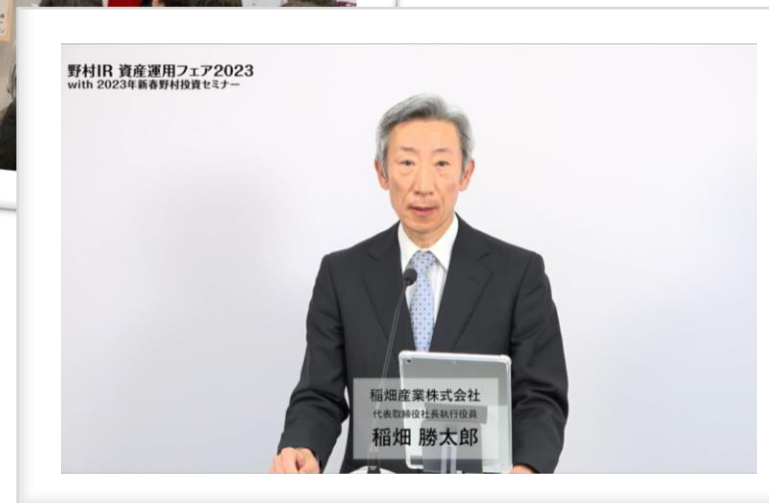 野村IR 資産運用フェア2023
with 2023年新春野村投資セミナー
稲畑産業株式会社
代表取締役社長執行役員
稲畑 勝太郎